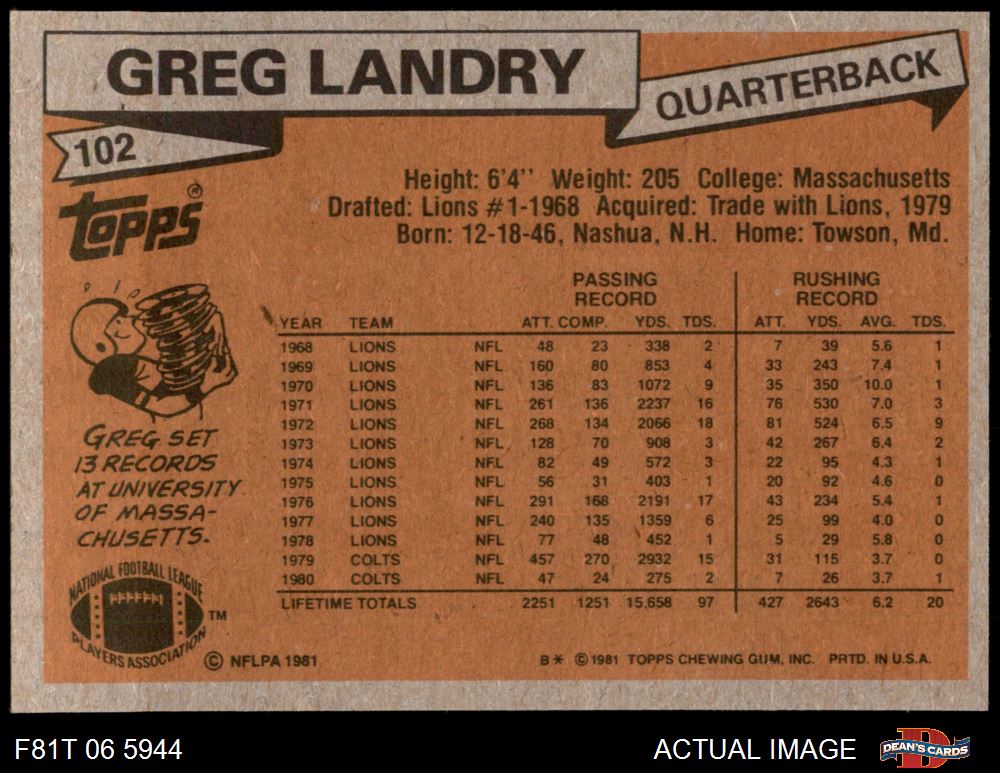 GREG LANDRY
QUARTERBACK
102
TOPPS®
Height: 6'4'' Weight: 205 College: Massachusetts
Drafted: Lions #1-1968 Acquired: Trade with Lions, 1979
Born: 12-18-46, Nashua, N.H. Home: Towson, Md.
PASSING RECORD RUSHING RECORD
YEAR TEAM ATT. COMP. YDS. TDS. ATT. YDS. AVG. TDS.
1968 LIONS NFL 48 23 338 2 7 39 5.6 1
1969 LIONS NFL 160 80 853 4 33 243 7.4 1
1970 LIONS NFL 136 83 1072 9 35 350 10.0 1
1971 LIONS NFL 261 136 2237 16 76 530 7.0 3
1972 LIONS NFL 268 134 2066 18 81 524 6.5 9
1973 LIONS NFL 128 70 908 3 42 267 6.4 2
1974 LIONS NFL 82 49 572 3 22 95 4.3 1
1975 LIONS NFL 56 31 403 1 20 92 4.6 0
1976 LIONS NFL 291 168 2191 17 43 234 5.4 1
1977 LIONS NFL 240 135 1359 6 25 99 4.0 0
1978 LIONS NFL 77 48 452 1 5 29 5.8 0
1979 COLTS NFL 457 270 2932 15 31 115 3.7 0
1980 COLTS NFL 47 24 275 2 7 26 3.7 1
LIFETIME TOTALS 2251 1251 15,658 97 427 2643 6.2 20
GREG SET
13 RECORDS
AT UNIVERSITY
OF MASSA-
CHUSETTS.
NATIONAL FOOTBALL LEAGUE
PLAYERS ASSOCIATION
TM
© NFLPA 1981
B* © 1981 TOPPS CHEWING GUM, INC. PRTD. IN U.S.A.
F81T 06 5944
ACTUAL IMAGE
DEAN'S CARDS